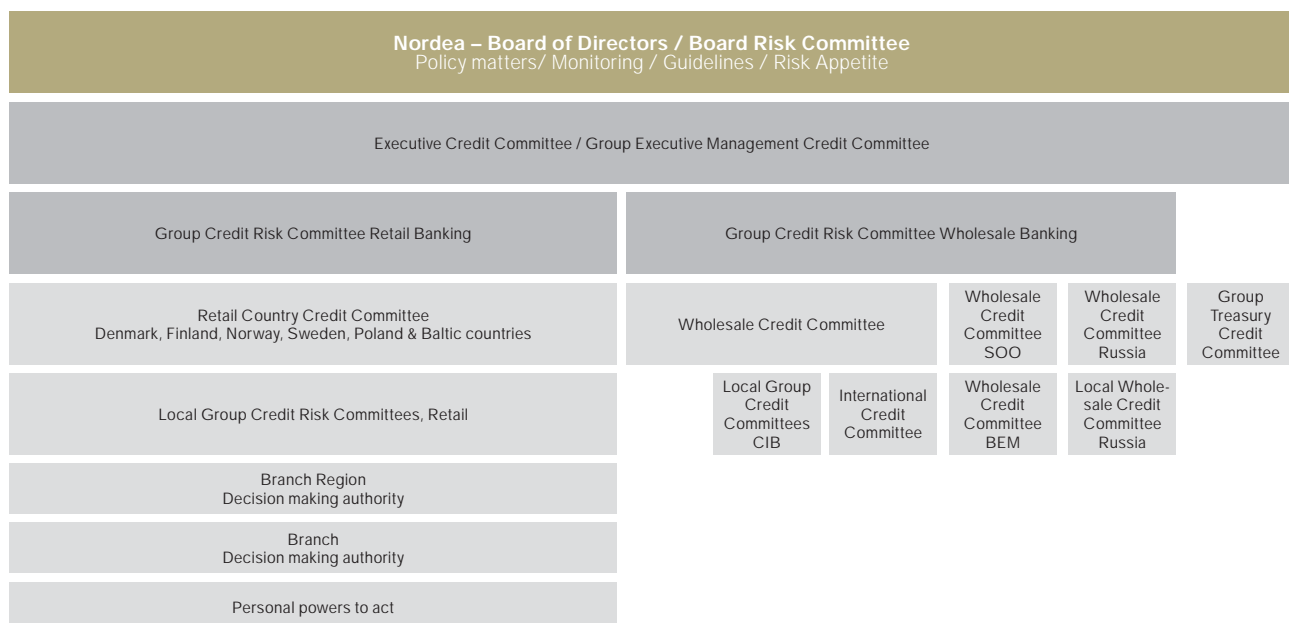 Nordea – Board of Directors / Board Risk Committee
Policy matters/ Monitoring / Guidelines / Risk Appetite
Executive Credit Committee / Group Executive Management Credit Committee
Group Credit Risk Committee Retail Banking
Group Credit Risk Committee Wholesale Banking
Retail Country Credit Committee
Denmark, Finland, Norway, Sweden, Poland & Baltic countries
Wholesale Credit Committee
Wholesale
Credit
Committee
SOO
Wholesale
Credit
Committee
Russia
Group
Treasury
Credit
Committee
Local Group Credit Risk Committees, Retail
Local Group
Credit
Committees
CIB
International
Credit
Committee
Wholesale
Credit
Committee
BEM
Local Whole-
sale Credit
Committee
Russia
Branch Region
Decision making authority
Branch
Decision making authority
Personal powers to act